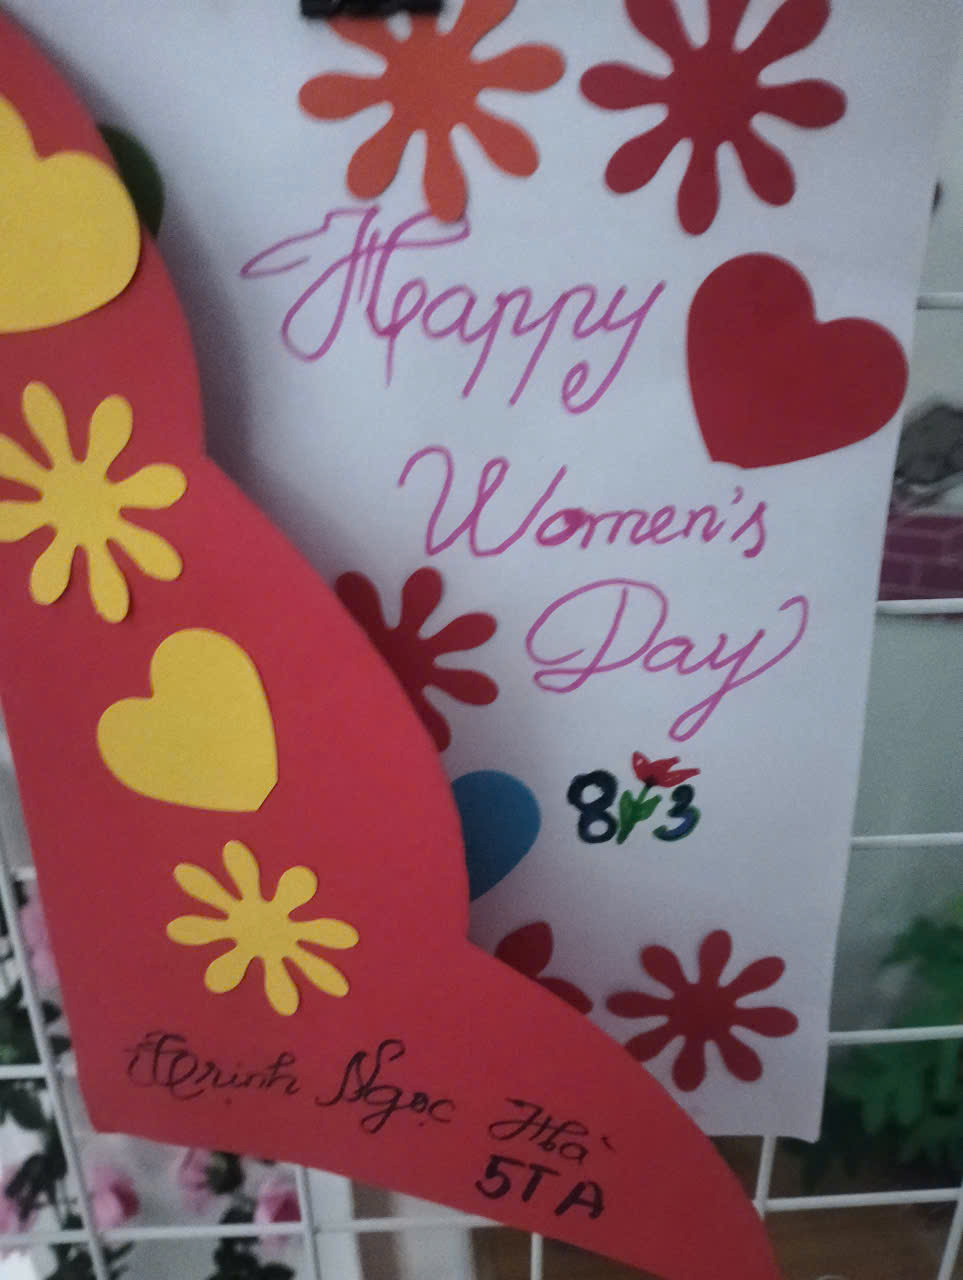 Happy
Women's
Day
8 3
Trịnh Ngọc Hà
5TA